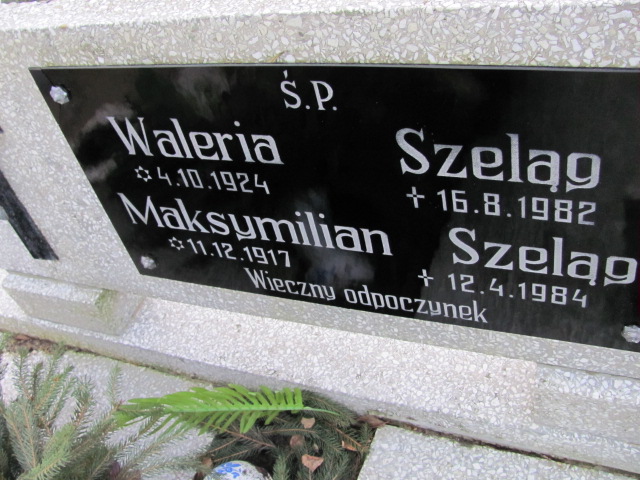 Ś.P.
Waleria Szeląg
✡ 4.10.1924 + 16.8.1982
Maksymilian Szeląg
✡ 11.12.1917 + 12.4.1984
Wieczny odpoczynek